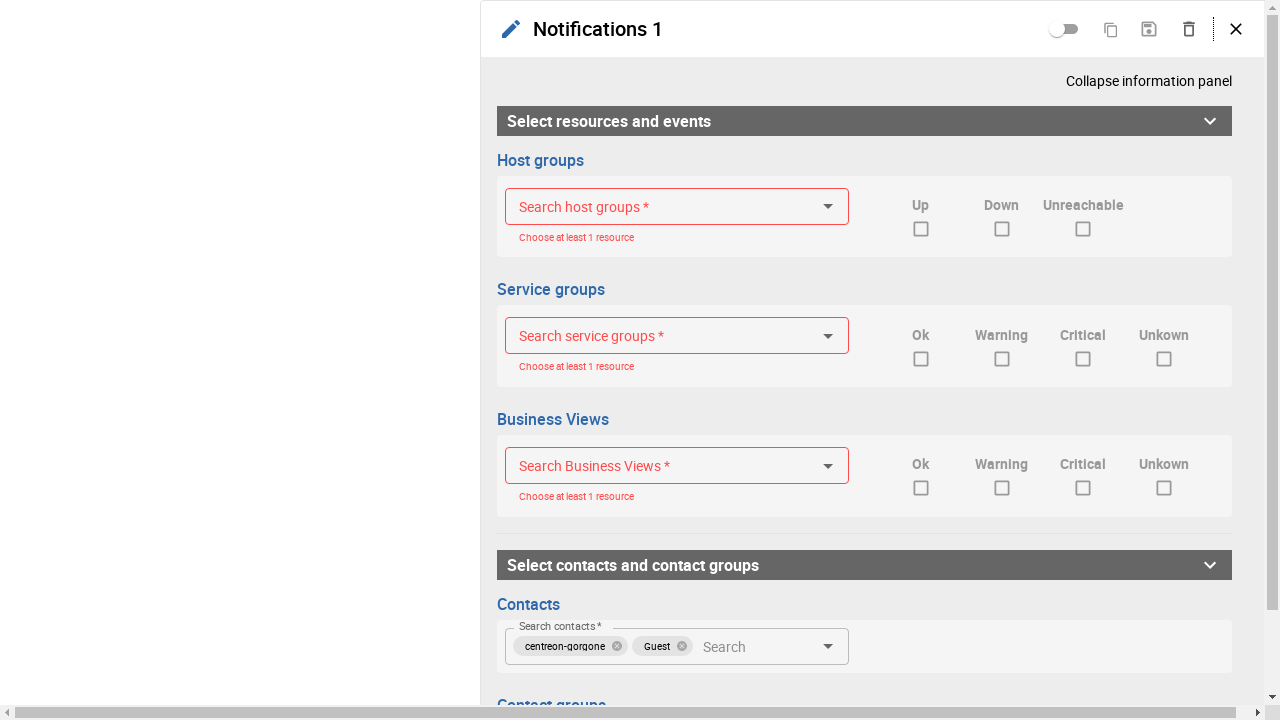 Notifications 1
Collapse information panel
Select resources and events
Host groups
Search host groups *
Up Down Unreachable
Choose at least 1 resource
Service groups
Search service groups *
Ok Warning Critical Unkown
Choose at least 1 resource
Business Views
Search Business Views *
Ok Warning Critical Unkown
Choose at least 1 resource
Select contacts and contact groups
Contacts
Search contacts *
centreon-gorgone Guest Search
Contact groups